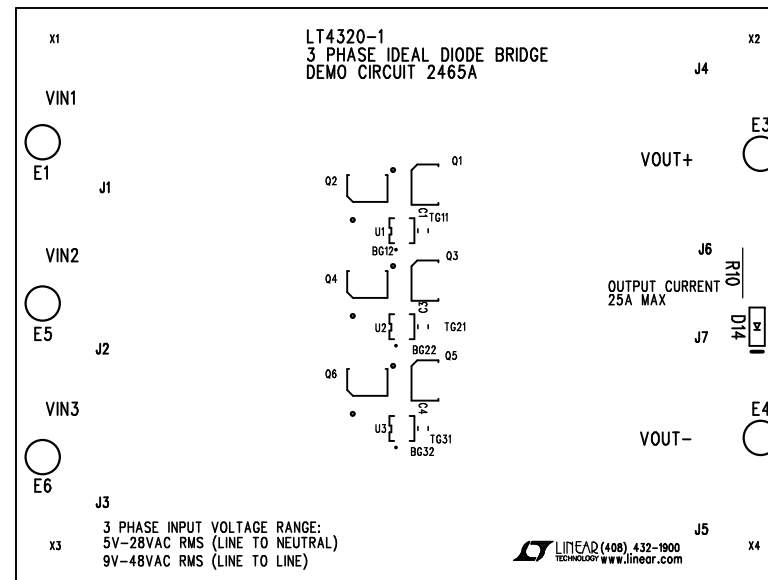 X1
LT4320-1
3 PHASE IDEAL DIODE BRIDGE
DEMO CIRCUIT 2465A
X2
J4
VIN1
E1
E3
VOUT+
J1
Q1
Q2
C1
TG11
U1
BG12
VIN2
E5
J6
R10
Q3
Q4
OUTPUT CURRENT
25A MAX
C3
TG21
U2
BG22
D14
J7
J2
Q5
Q6
VIN3
E6
E4
C4
TG31
U3
BG32
VOUT-
J3
3 PHASE INPUT VOLTAGE RANGE:
5V-28VAC RMS (LINE TO NEUTRAL)
9V-48VAC RMS (LINE TO LINE)
X3
J5
LINEAR (408) 432-1900
TECHNOLOGY www.linear.com
X4